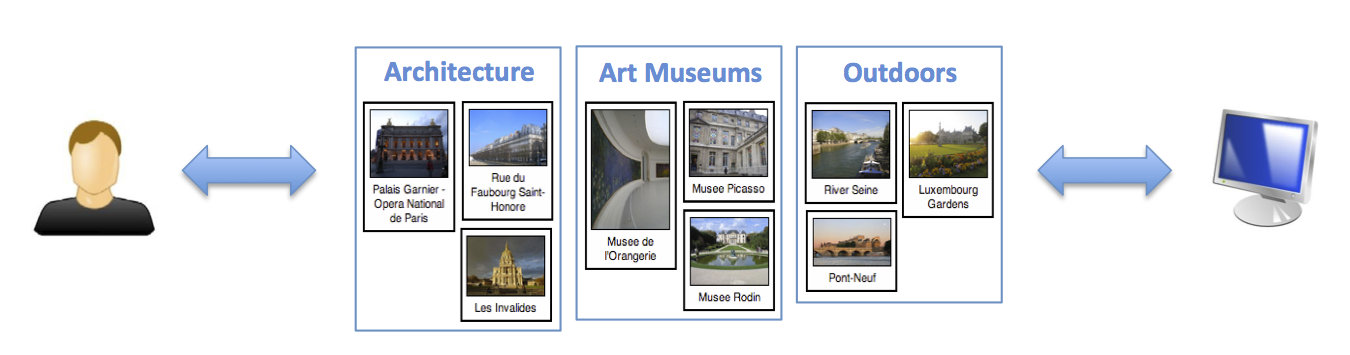 Architecture
Palais Garnier -
Opera National
de Paris
Rue du
Faubourg Saint-
Honore
Les Invalides
Art Museums
Musee de
l'Orangerie
Musee Picasso
Musee Rodin
Outdoors
River Seine
Luxembourg
Gardens
Pont-Neuf